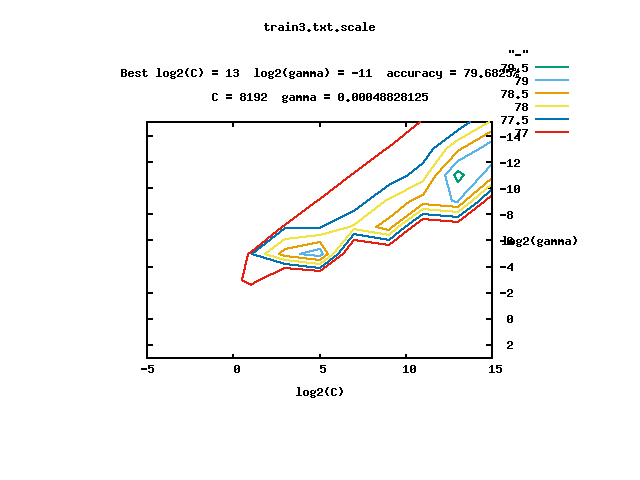 train3.txt.scale
"-"
Best log2(C) = 13 log2(gamma) = -11 accuracy = 79.6825%
79.5
79
C = 8192 gamma = 0.00048828125
78.5
78
77.5
77
-14
-12
-10
-8
-6
log2(gamma)
-4
-2
0
2
-5 0 5 10 15
log2(C)